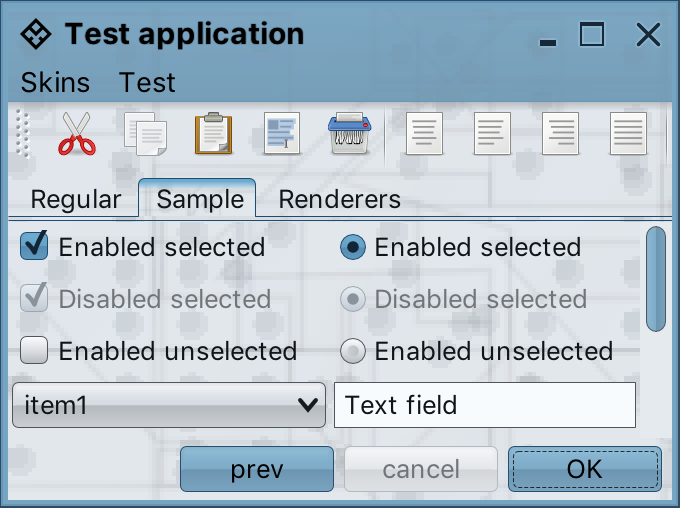 Test application
Skins Test
Regular Sample Renderers
Enabled selected Enabled selected
Disabled selected Disabled selected
Enabled unselected Enabled unselected
item1 Text field
prev cancel OK